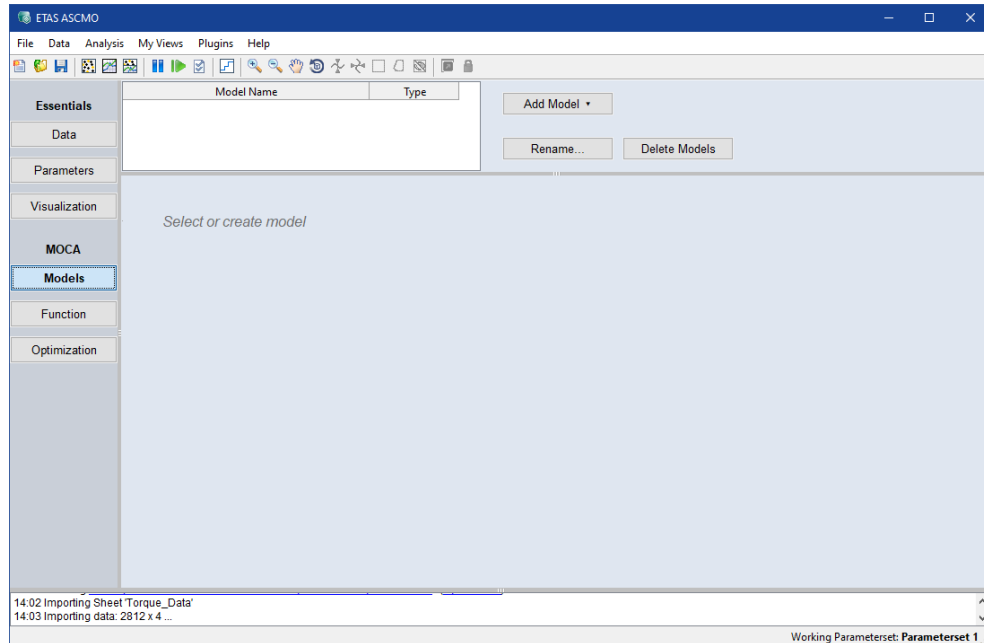 ETAS ASCMO
File Data Analysis My Views Plugins Help
Essentials
Data
Parameters
Visualization
MOCA
Models
Function
Optimization
Model Name Type
Add Model
Rename... Delete Models
Select or create model
14:02 Importing Sheet 'Torque_Data'
14:03 Importing data: 2812 x 4 ...
Working Parameterset: Parameterset 1